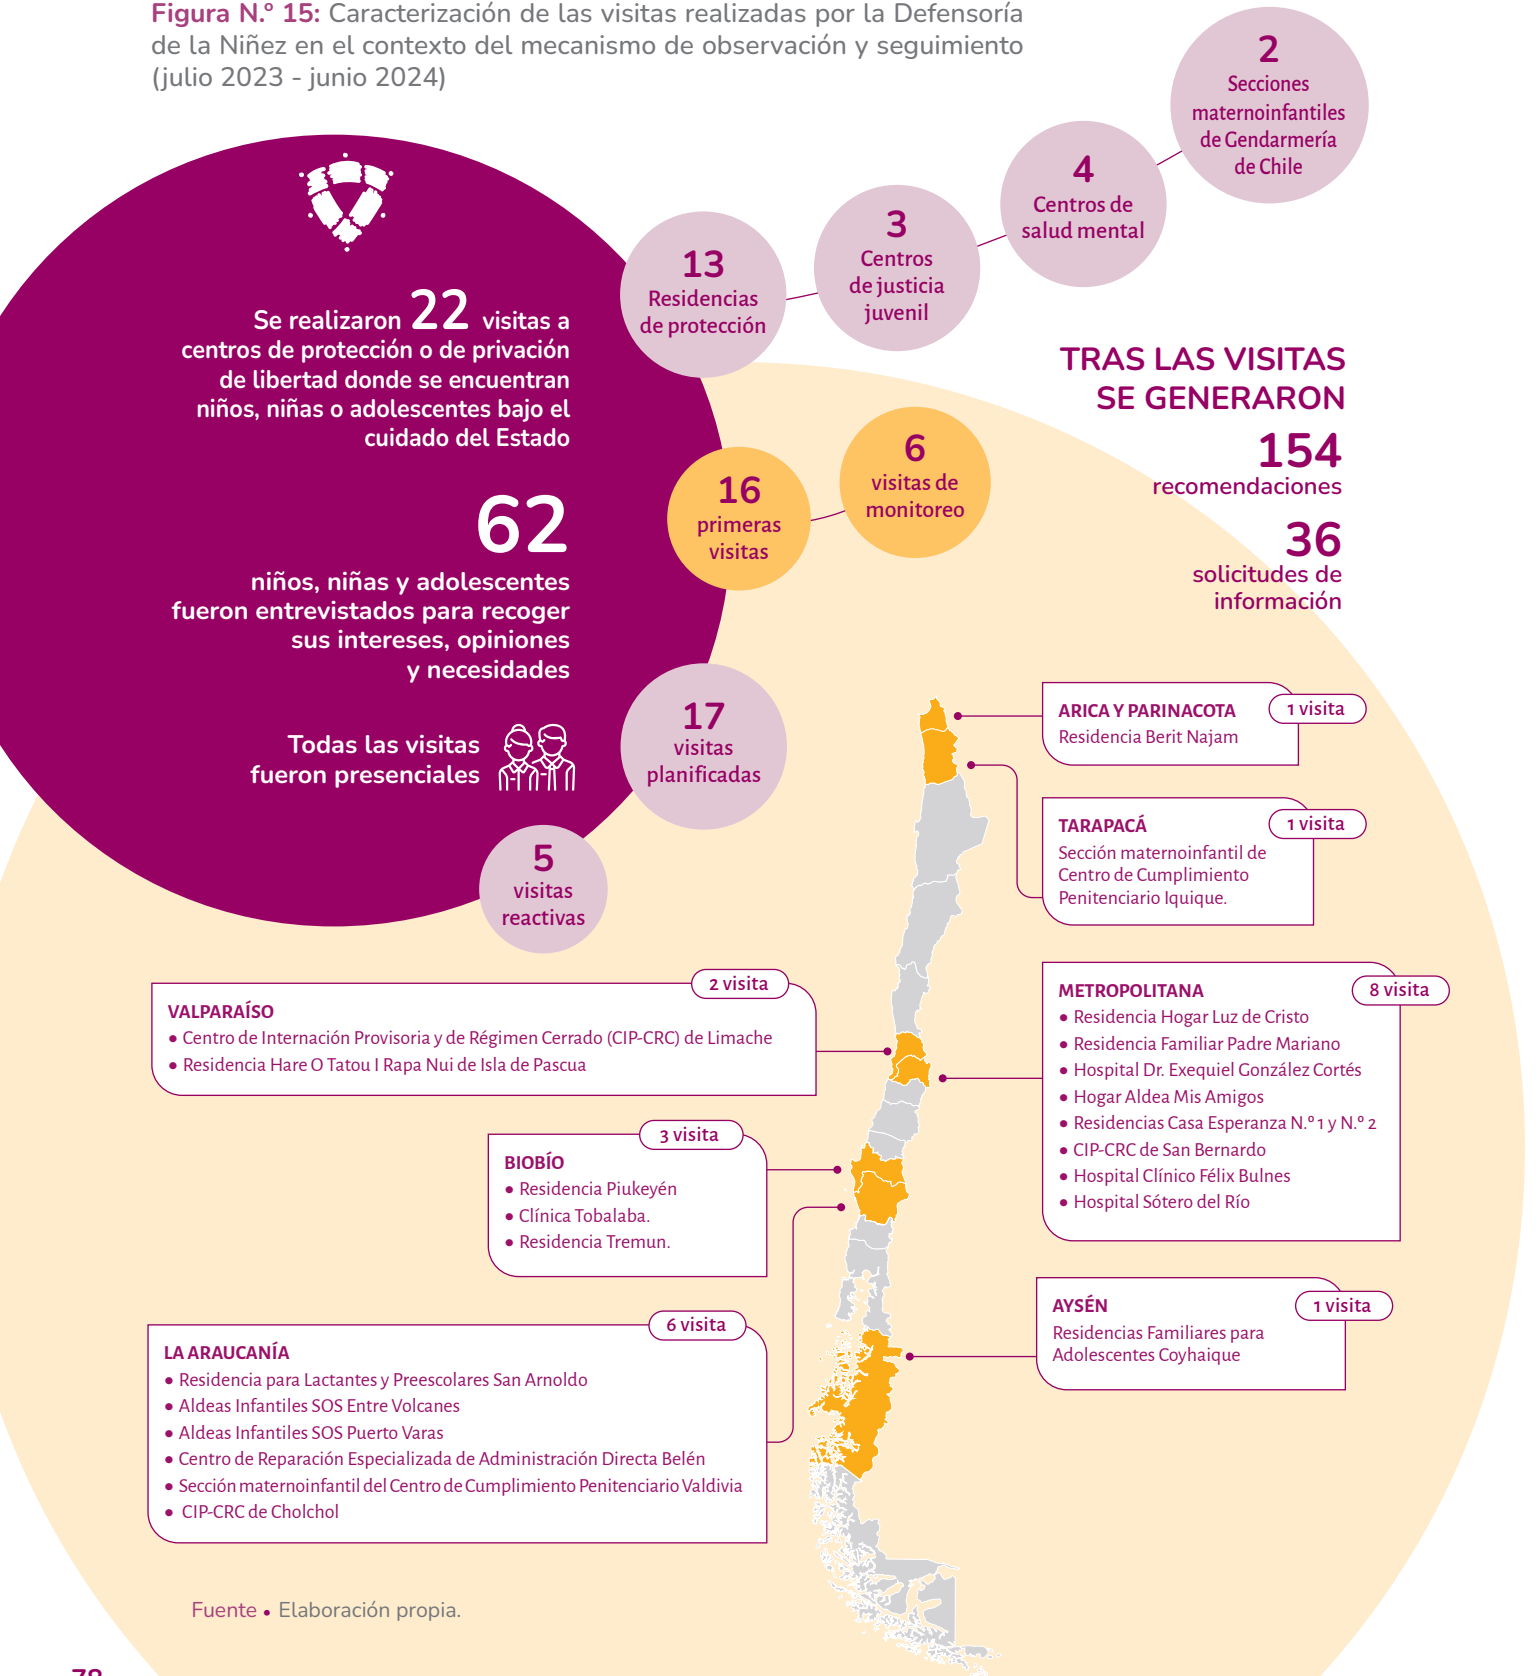 Figura N.º 15: Caracterización de las visitas realizadas por la Defensoría
de la Niñez en el contexto del mecanismo de observación y seguimiento
(julio 2023 - junio 2024)
2
Secciones
maternoinfantiles
de Gendarmería
de Chile
4
Centros de
salud mental
3
Centros
de justicia
juvenil
13
Residencias
de protección
Se realizaron 22 visitas a
centros de protección o de privación
de libertad donde se encuentran
niños, niñas o adolescentes bajo el
cuidado del Estado
TRAS LAS VISITAS
SE GENERARON
154
recomendaciones
36
solicitudes de
información
6
visitas de
monitoreo
16
primeras
visitas
62
niños, niñas y adolescentes
fueron entrevistados para recoger
sus intereses, opiniones
y necesidades
Todas las visitas
fueron presenciales
17
visitas
planificadas
5
visitas
reactivas
ARICA Y PARINACOTA
1 visita
Residencia Berit Najam
TARAPACÁ
1 visita
Sección maternoinfantil de
Centro de Cumplimiento
Penitenciario Iquique.
2 visita
VALPARAÍSO
• Centro de Internación Provisoria y de Régimen Cerrado (CIP-CRC) de Limache
• Residencia Hare O Tatou I Rapa Nui de Isla de Pascua
METROPOLITANA
8 visita
• Residencia Hogar Luz de Cristo
• Residencia Familiar Padre Mariano
• Hospital Dr. Exequiel González Cortés
• Hogar Aldea Mis Amigos
• Residencias Casa Esperanza N.º 1 y N.º 2
• CIP-CRC de San Bernardo
• Hospital Clínico Félix Bulnes
• Hospital Sótero del Río
3 visita
BIOBÍO
• Residencia Piukeyén
• Clínica Tobalaba.
• Residencia Tremun.
AYSÉN
1 visita
Residencias Familiares para
Adolescentes Coyhaique
6 visita
LA ARAUCANÍA
• Residencia para Lactantes y Preescolares San Arnoldo
• Aldeas Infantiles SOS Entre Volcanes
• Aldeas Infantiles SOS Puerto Varas
• Centro de Reparación Especializada de Administración Directa Belén
• Sección maternoinfantil del Centro de Cumplimiento Penitenciario Valdivia
• CIP-CRC de Cholchol
Fuente • Elaboración propia.
78